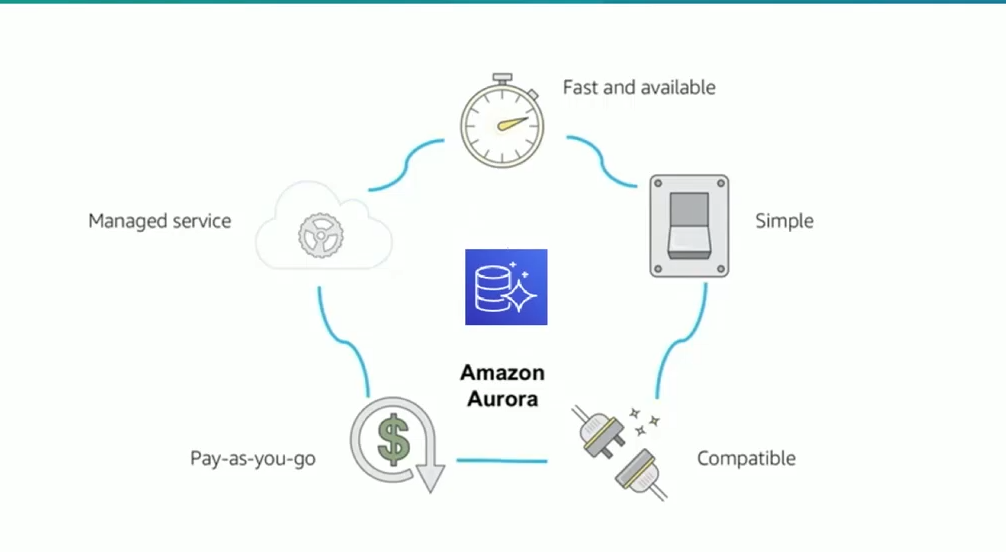 Fast and available
Managed service
Simple
Amazon
Aurora
Pay-as-you-go
Compatible